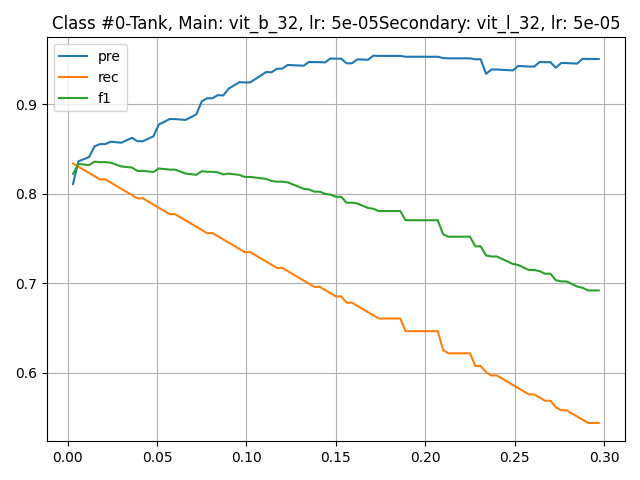 Class #0-Tank, Main: vit_b_32, lr: 5e-05Secondary: vit_l_32, lr: 5e-05
pre
rec
f1
0.9
0.8
0.7
0.6
0.00 0.05 0.10 0.15 0.20 0.25 0.30